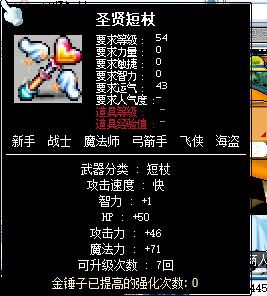 圣贤短杖
要求等级: 54
要求力量: 0
要求敏捷: 0
要求智力: 0
要求运气: 43
要求人气度: -
道具等级: -
道具经验值: -
新手 战士 魔法师 弓箭手 飞侠 海盗
武器分类: 短杖
攻击速度: 快
智力: +1
HP: +50
攻击力: +46
魔法力: +71
可升级次数: 7回
金锤子已提高的强化次数: 0